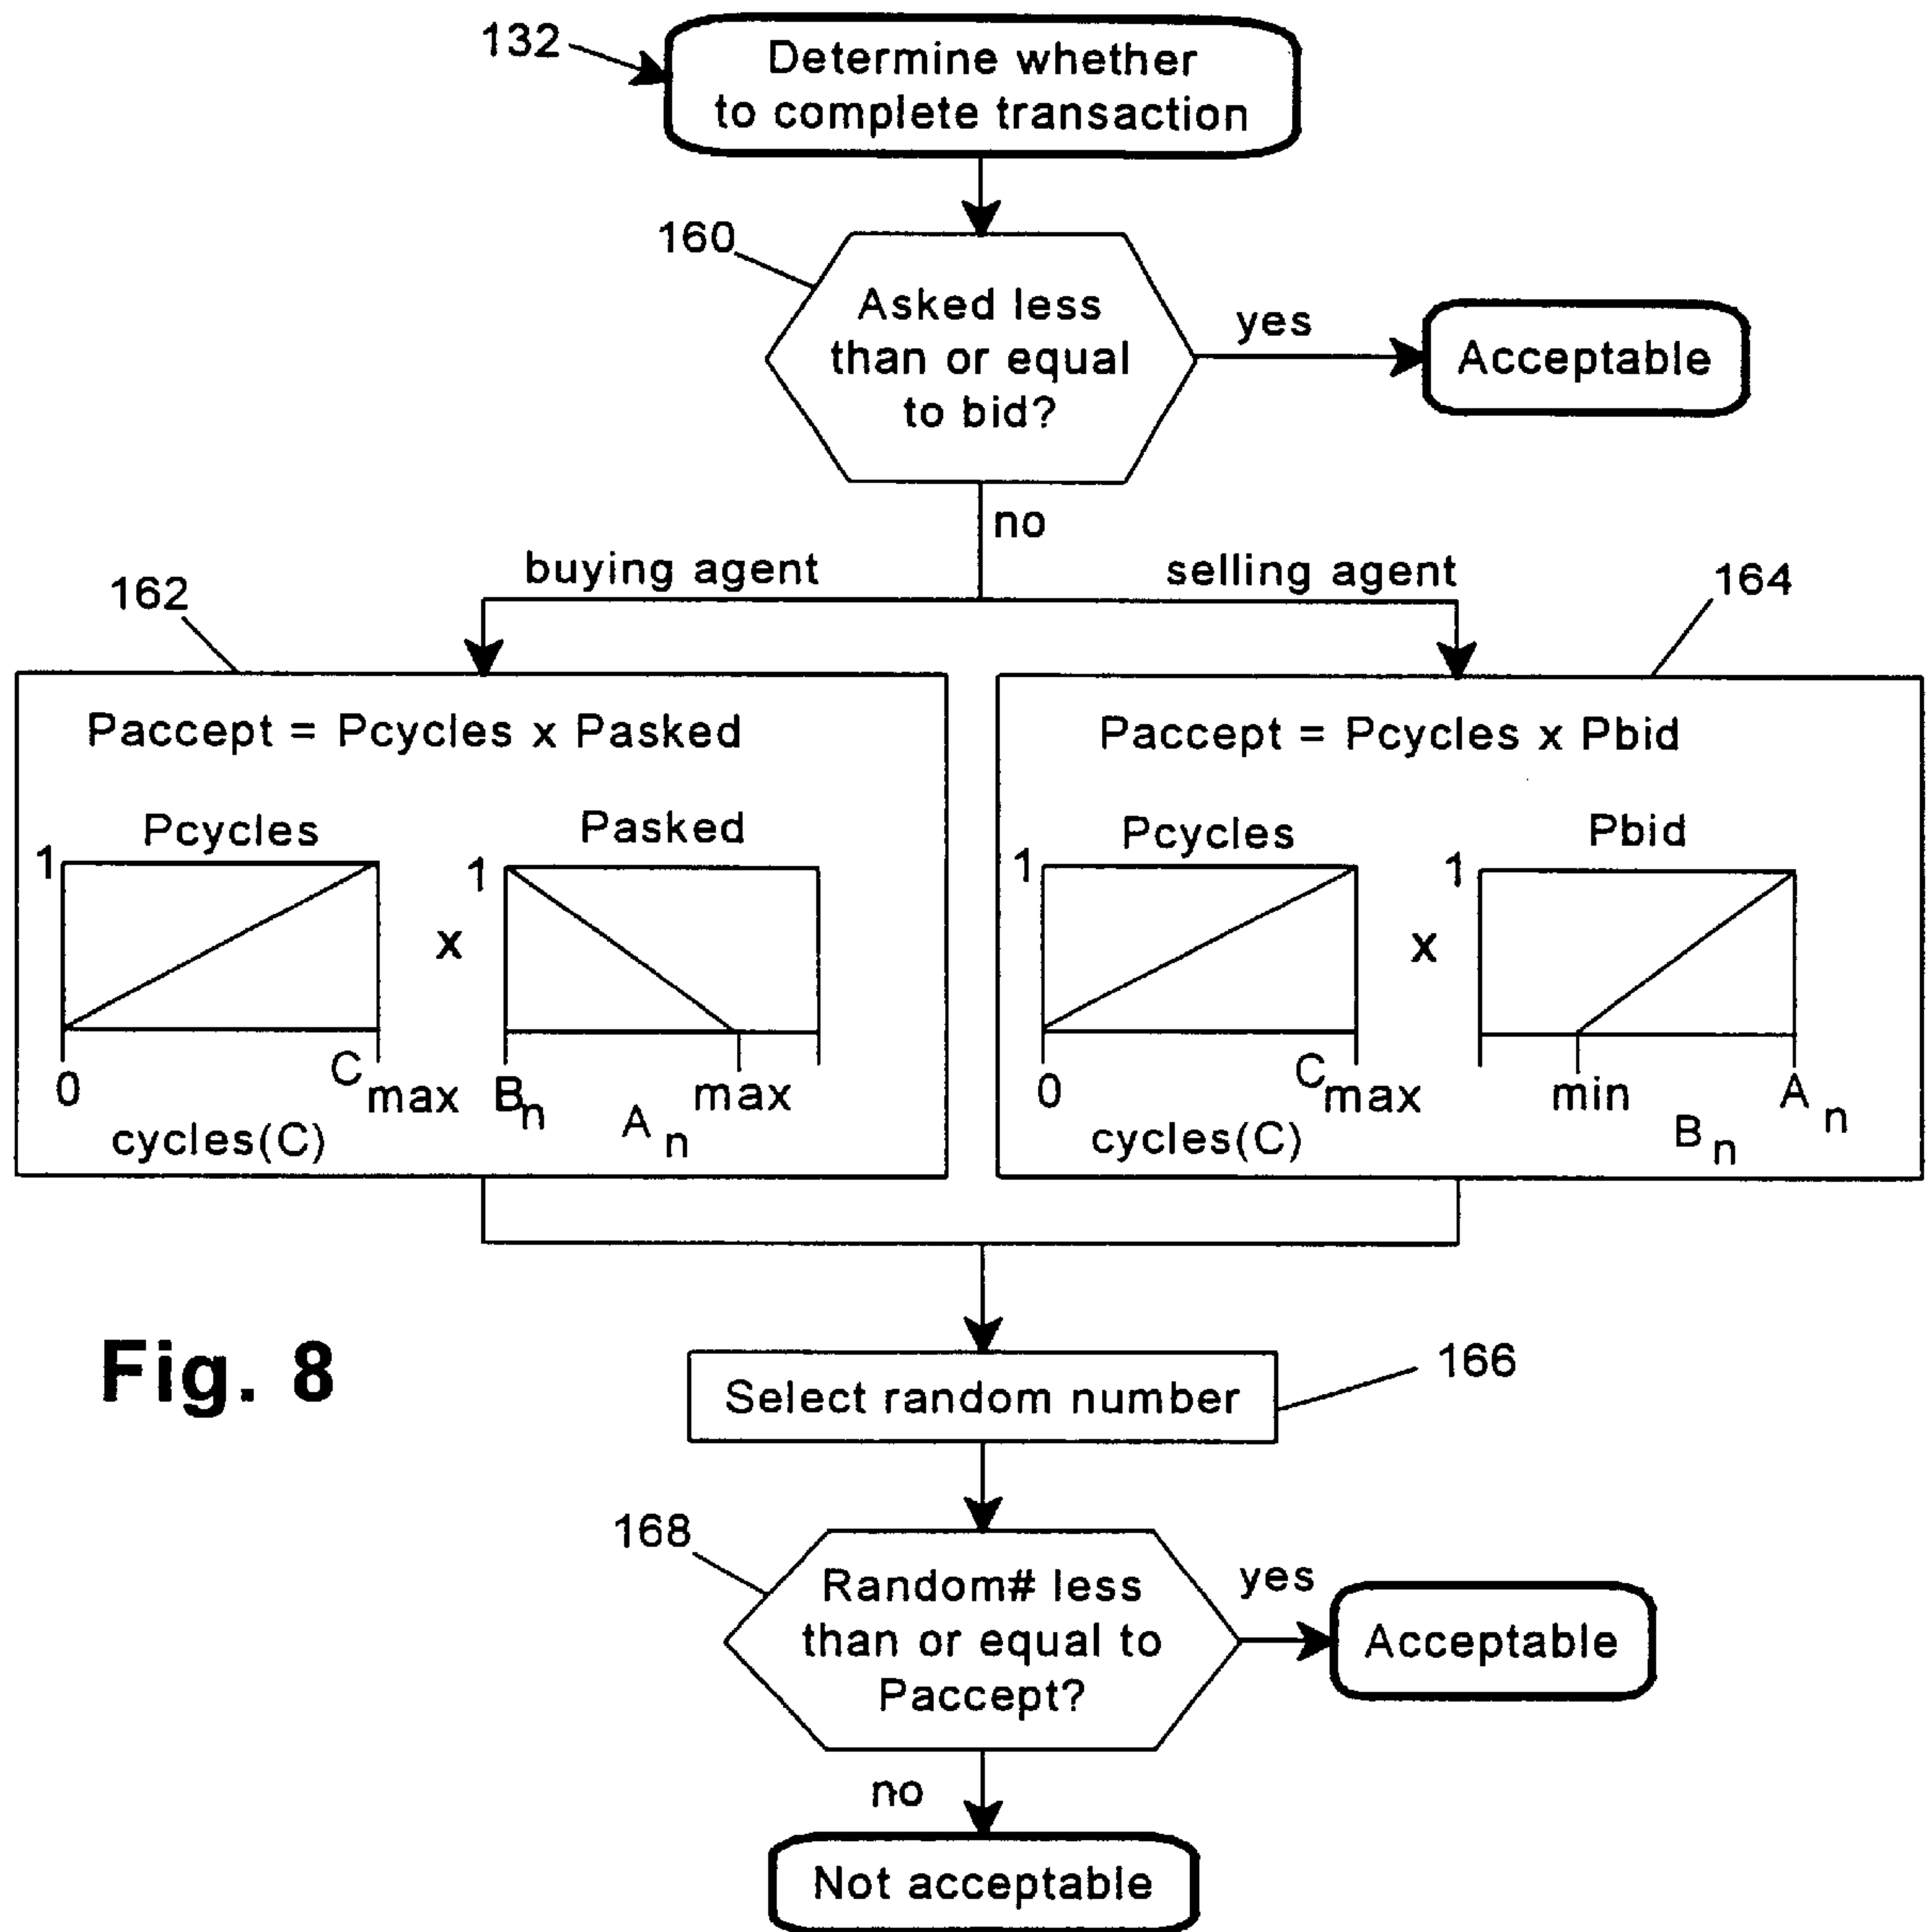 132
Determine whether
to complete transaction
160
Asked less
than or equal
to bid?
yes
Acceptable
no
buying agent
selling agent
162
164
Paccept = Pcycles x Pasked
Pcycles
Pasked
1
1
x
0
Cmax
Bn
An
max
cycles(C)
Paccept = Pcycles x Pbid
Pcycles
Pbid
1
1
x
0
Cmax
min
Bn
An
cycles(C)
Fig. 8
Select random number
166
168
Random# less
than or equal to
Paccept?
yes
Acceptable
no
Not acceptable